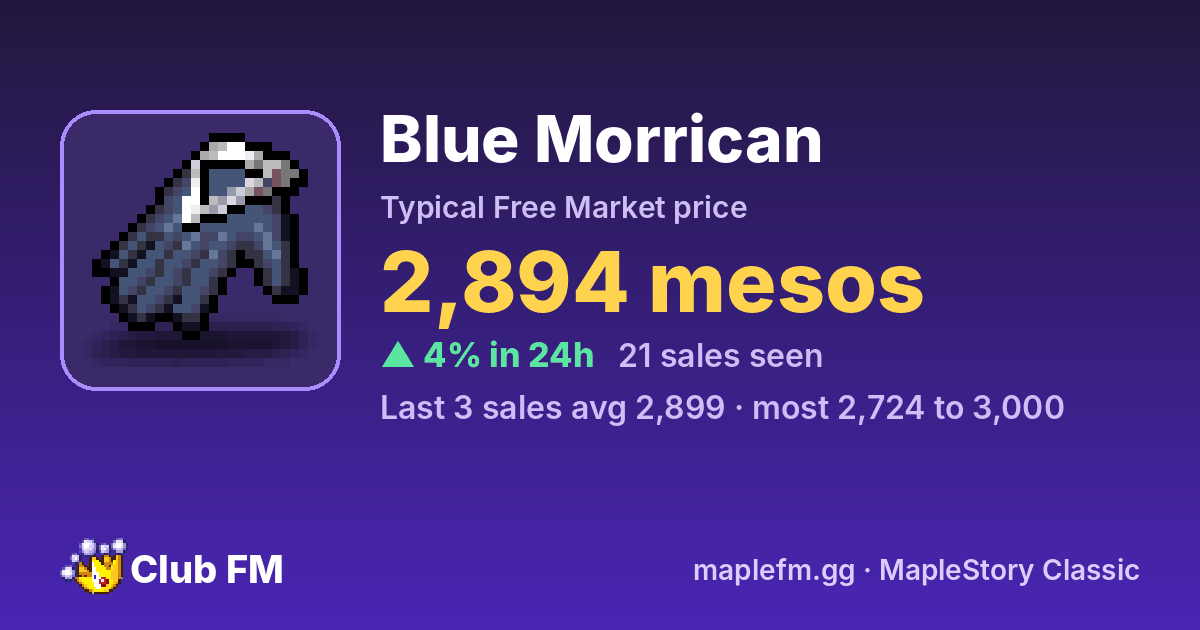 Blue Morrican
Typical Free Market price
2,894 mesos
▲ 4% in 24h 21 sales seen
Last 3 sales avg 2,899 · most 2,724 to 3,000
Club FM
maplefm.gg · MapleStory Classic